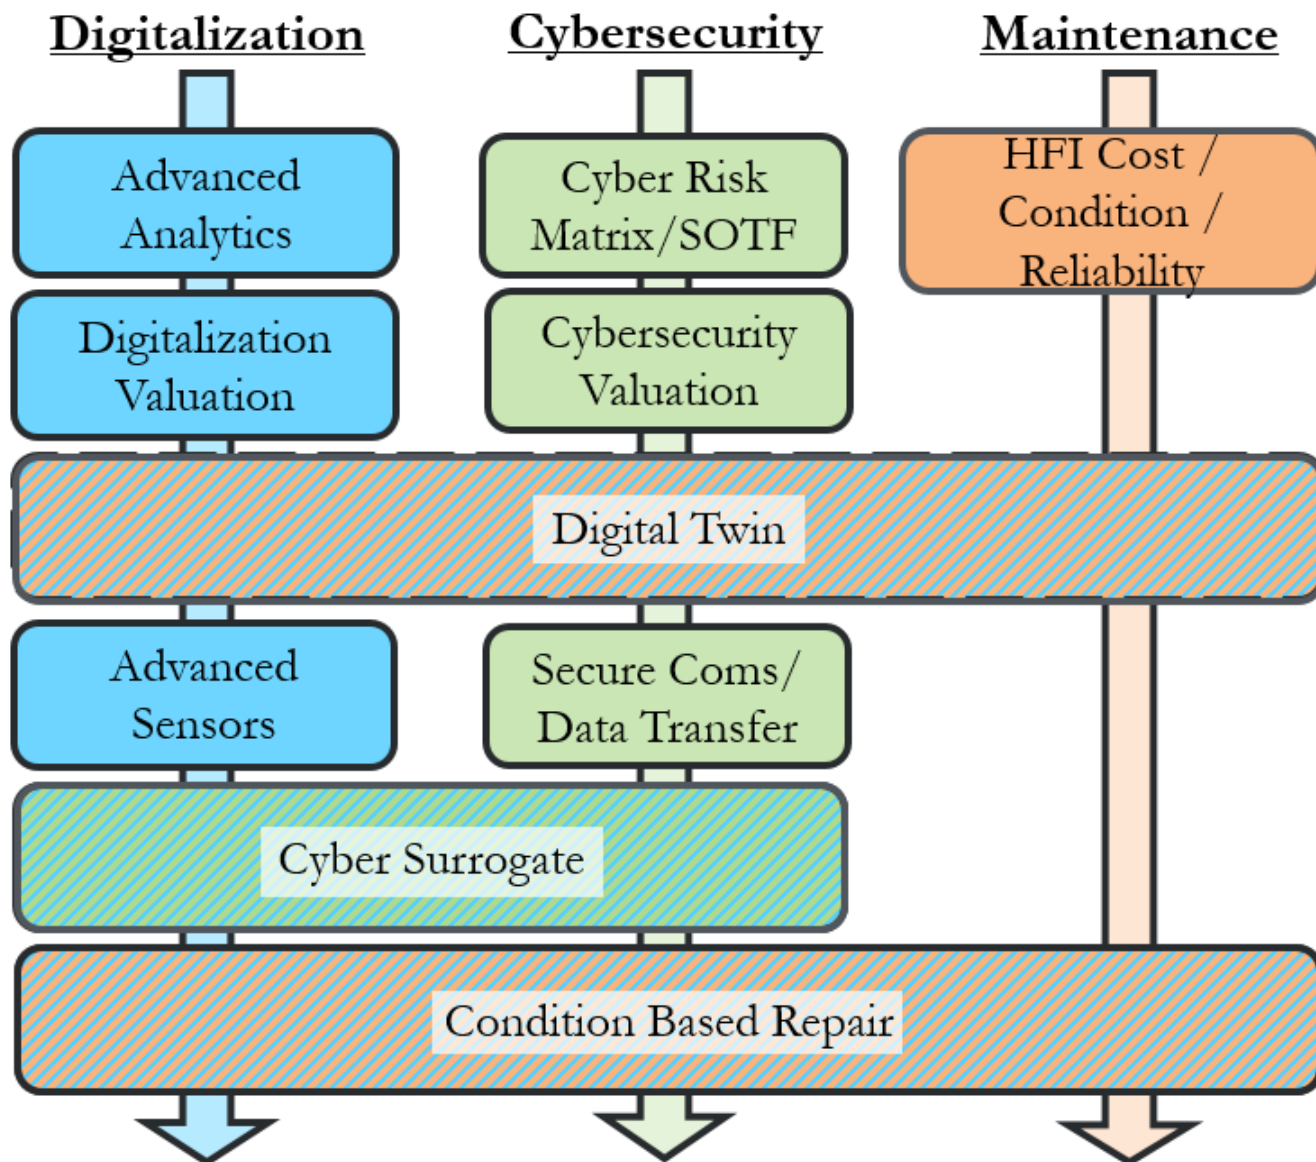 Digitalization
Cybersecurity
Maintenance
Advanced
Analytics
Cyber Risk
Matrix/SOTF
HFI Cost /
Condition /
Reliability
Digitalization
Valuation
Cybersecurity
Valuation
Digital Twin
Advanced
Sensors
Secure Coms/
Data Transfer
Cyber Surrogate
Condition Based Repair